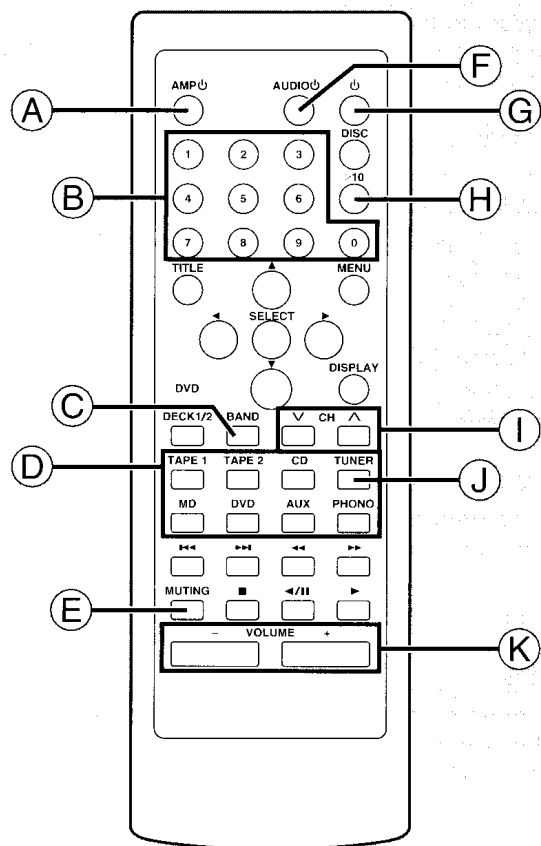 F
AMP⏻ AUDIO⏻ ⏻
A G
DISC
1 2 3
>10
B 4 5 6 H
7 8 9 0
TITLE ▲ MENU
◄ SELECT ►
▼ DISPLAY
DVD
C
DECK1/2 BAND ∨ CH ∧
I
D TAPE 1 TAPE 2 CD TUNER
J
MD DVD AUX PHONO
I◄◄ ►►I ◄◄ ►►
MUTING ■ ◄/II ►
E
– VOLUME +
K